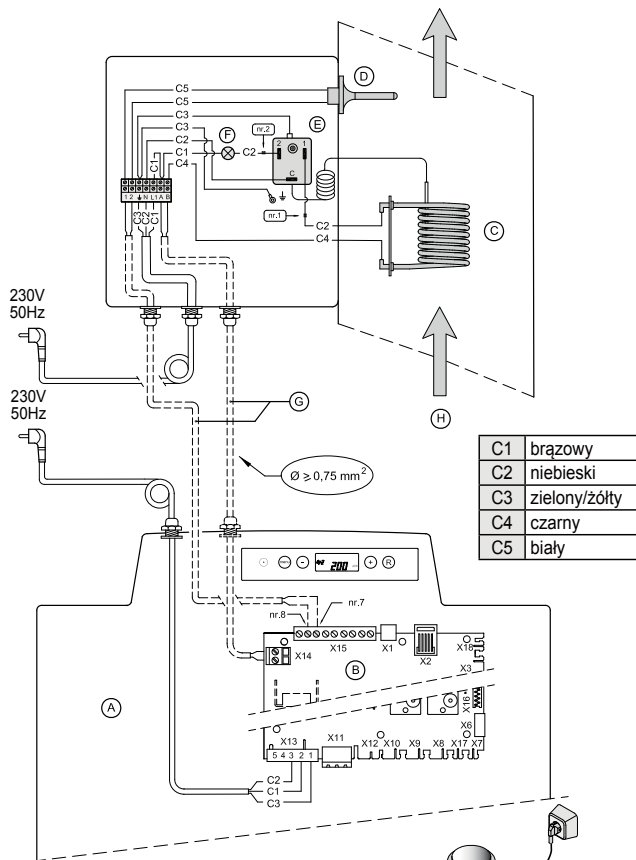 D
C5
C5
C3
E
C3
F
nr.2
C2
2
1
C1
C1
C2
C4
C
1 2 ⏚ N L1 A B
C3
C2
C1
nr.1
C2
C4
C
230V
50Hz
230V
50Hz
G
H
Ø ≥ 0,75 mm²
C1 brązowy
C2 niebieski
C3 zielony/żółty
C4 czarny
C5 biały
200
+
R
nr.8
nr.7
X15
X1
X2
X18
X14
B
X3
X16
A
X6
X13
X11
X12
X10
X9
X8
X17
X7
5 4 3 2 1
C2
C1
C3